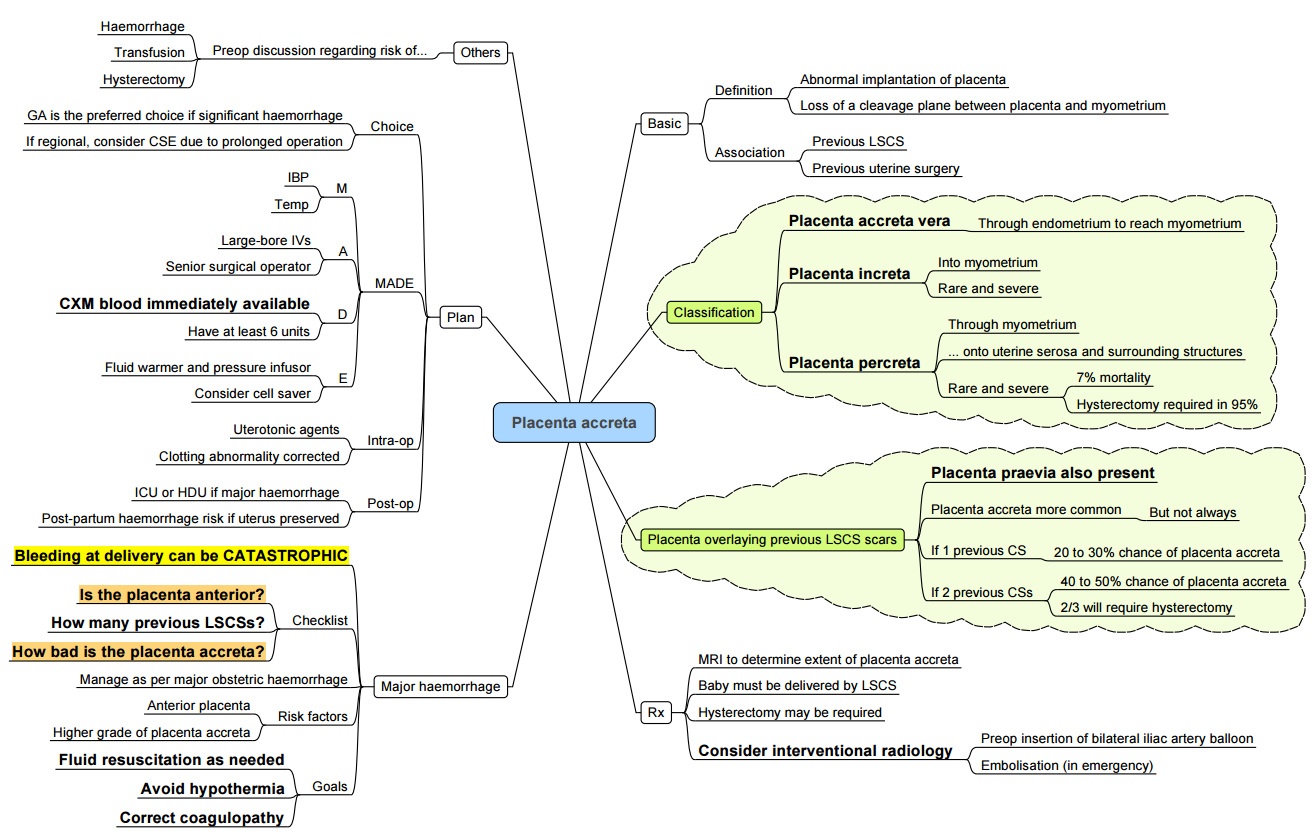 Placenta accreta
Basic
Definition
Abnormal implantation of placenta
Loss of a cleavage plane between placenta and myometrium
Association
Previous LSCS
Previous uterine surgery
Classification
Placenta accreta vera
Through endometrium to reach myometrium
Placenta increta
Into myometrium
Rare and severe
Placenta percreta
Through myometrium
... onto uterine serosa and surrounding structures
Rare and severe
7% mortality
Hysterectomy required in 95%
Placenta overlaying previous LSCS scars
Placenta praevia also present
Placenta accreta more common
But not always
If 1 previous CS
20 to 30% chance of placenta accreta
If 2 previous CSs
40 to 50% chance of placenta accreta
2/3 will require hysterectomy
Rx
MRI to determine extent of placenta accreta
Baby must be delivered by LSCS
Hysterectomy may be required
Consider interventional radiology
Preop insertion of bilateral iliac artery balloon
Embolisation (in emergency)
Others
Preop discussion regarding risk of...
Haemorrhage
Transfusion
Hysterectomy
Plan
Choice
GA is the preferred choice if significant haemorrhage
If regional, consider CSE due to prolonged operation
MADE
M
IBP
Temp
A
Large-bore IVs
Senior surgical operator
D
CXM blood immediately available
Have at least 6 units
E
Fluid warmer and pressure infusor
Consider cell saver
Intra-op
Uterotonic agents
Clotting abnormality corrected
Post-op
ICU or HDU if major haemorrhage
Post-partum haemorrhage risk if uterus preserved
Major haemorrhage
Bleeding at delivery can be CATASTROPHIC
Checklist
Is the placenta anterior?
How many previous LSCSs?
How bad is the placenta accreta?
Manage as per major obstetric haemorrhage
Risk factors
Anterior placenta
Higher grade of placenta accreta
Goals
Fluid resuscitation as needed
Avoid hypothermia
Correct coagulopathy